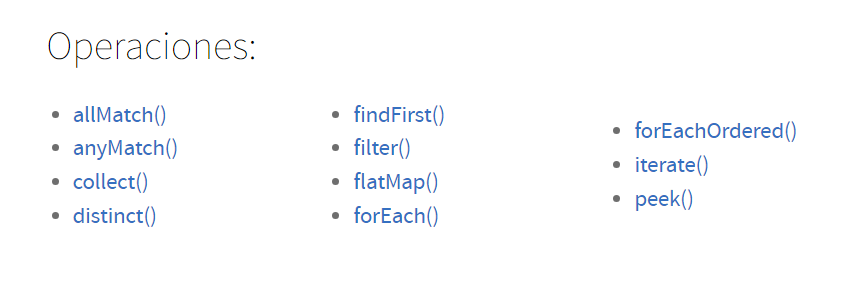 Operaciones:
• allMatch()
• anyMatch()
• collect()
• distinct()
• findFirst()
• filter()
• flatMap()
• forEach()
• forEachOrdered()
• iterate()
• peek()